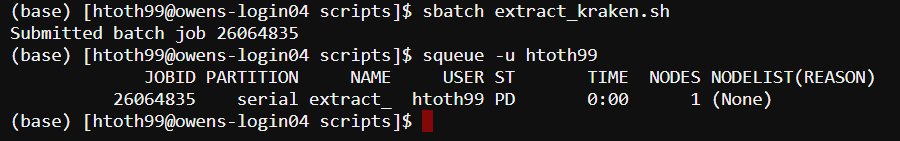 (base) [htoth99@owens-login04 scripts]$ sbatch extract_kraken.sh
Submitted batch job 26064835
(base) [htoth99@owens-login04 scripts]$ squeue -u htoth99
JOBID PARTITION NAME USER ST TIME NODES NODELIST(REASON)
26064835 serial extract_ htoth99 PD 0:00 1 (None)
(base) [htoth99@owens-login04 scripts]$